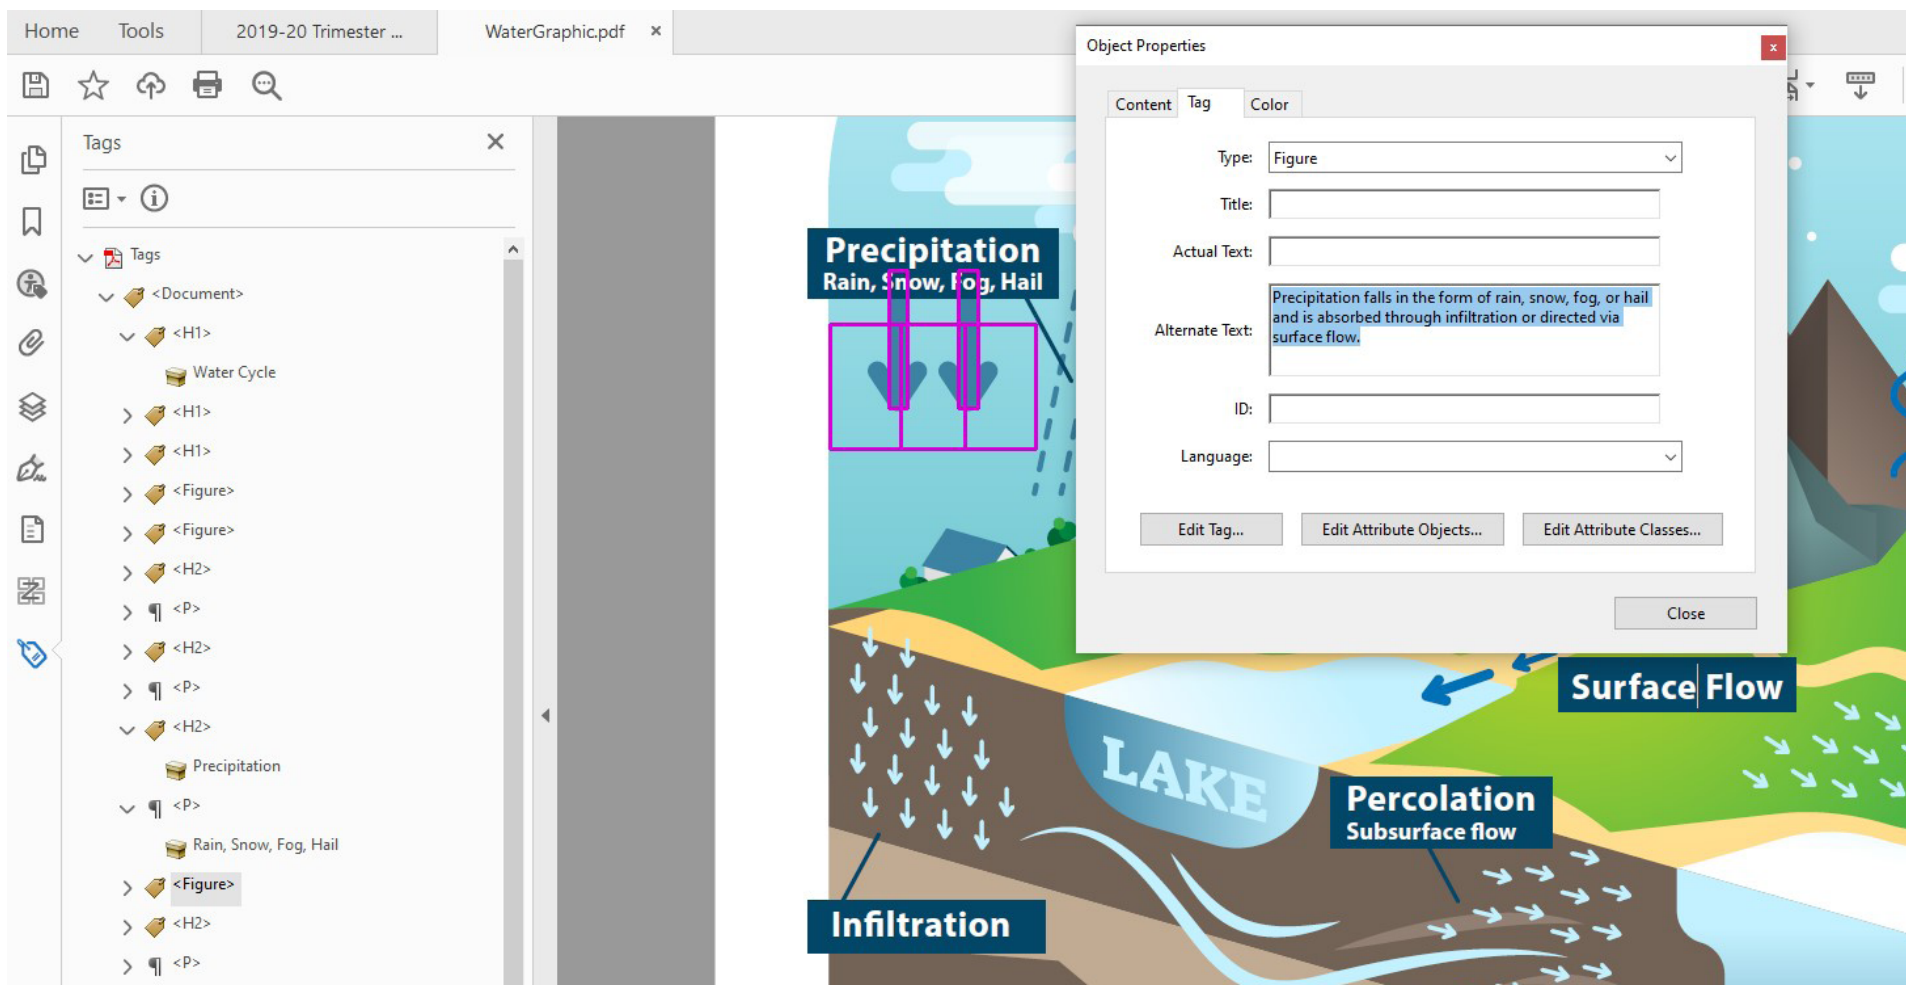 Home Tools 2019-20 Trimester ... WaterGraphic.pdf ×
Object Properties
x
Tags
Tags
<Document>
<H1>
Water Cycle
<H1>
<H1>
<Figure>
<Figure>
<H2>
<P>
<H2>
<P>
<H2>
Precipitation
<P>
Rain, Snow, Fog, Hail
<Figure>
<H2>
<P>
Precipitation
Rain, Snow, Fog, Hail
Content Tag Color
Type: Figure
Title:
Actual Text:
Alternate Text:
Precipitation falls in the form of rain, snow, fog, or hail
and is absorbed through infiltration or directed via
surface flow.
ID:
Language:
Edit Tag... Edit Attribute Objects... Edit Attribute Classes...
Close
Surface Flow
LAKE
Percolation
Subsurface flow
Infiltration